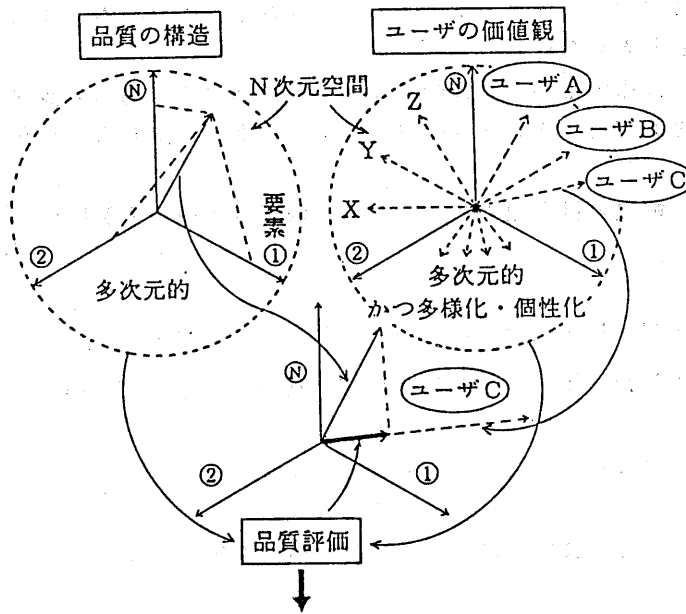 品質の構造
ユーザの価値観
Ⓝ
N次元空間
Ⓝ
Z
ユーザA
Y
ユーザB
X
ユーザC
要素
①
②
多次元的
②
①
多次元的
かつ多様化・個性化
Ⓝ
ユーザC
②
①
品質評価